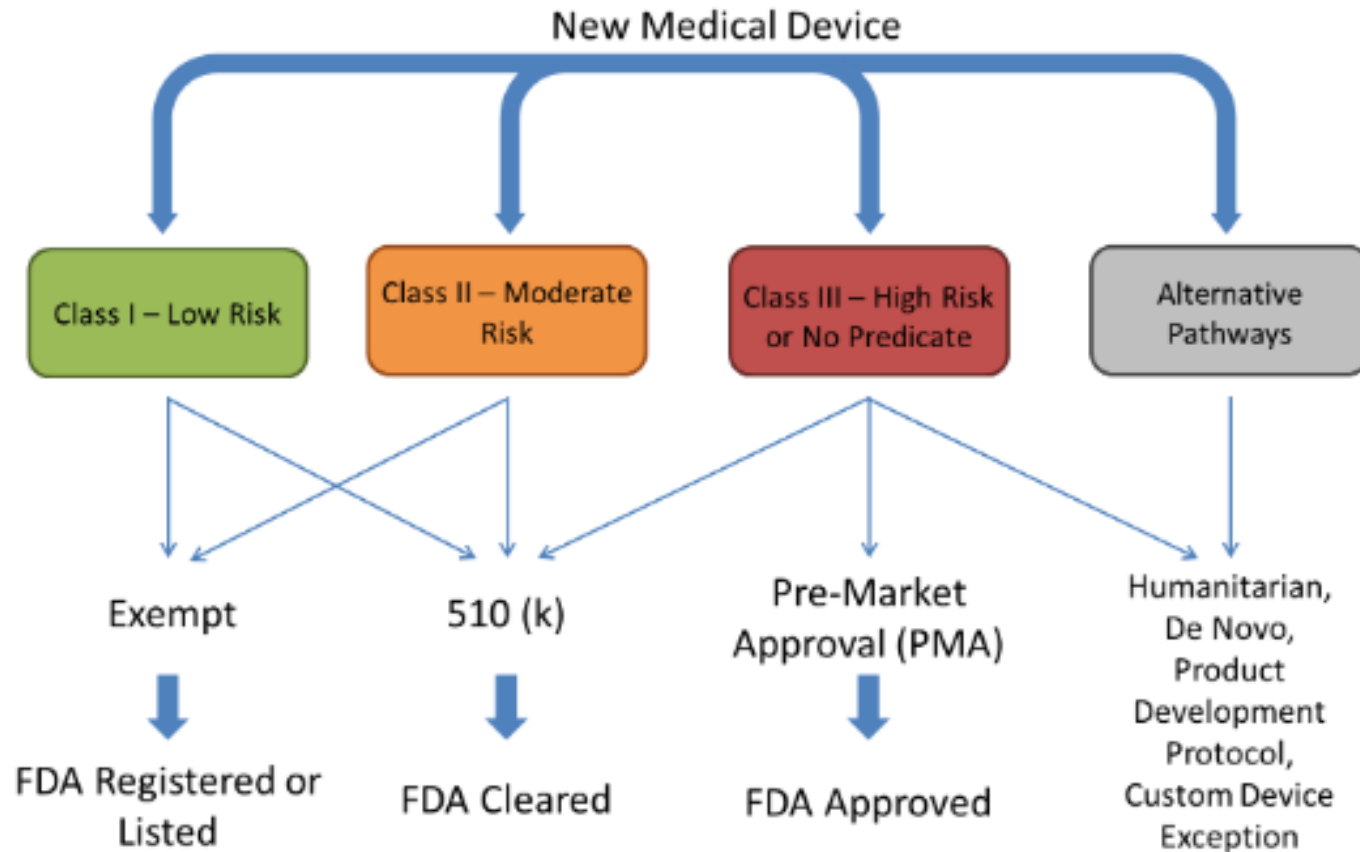 New Medical Device
Class I – Low Risk
Class II – Moderate
Risk
Class III – High Risk
or No Predicate
Alternative
Pathways
Exempt
510 (k)
Pre-Market
Approval (PMA)
Humanitarian,
De Novo,
Product
Development
Protocol,
Custom Device
Exception
FDA Registered or
Listed
FDA Cleared
FDA Approved